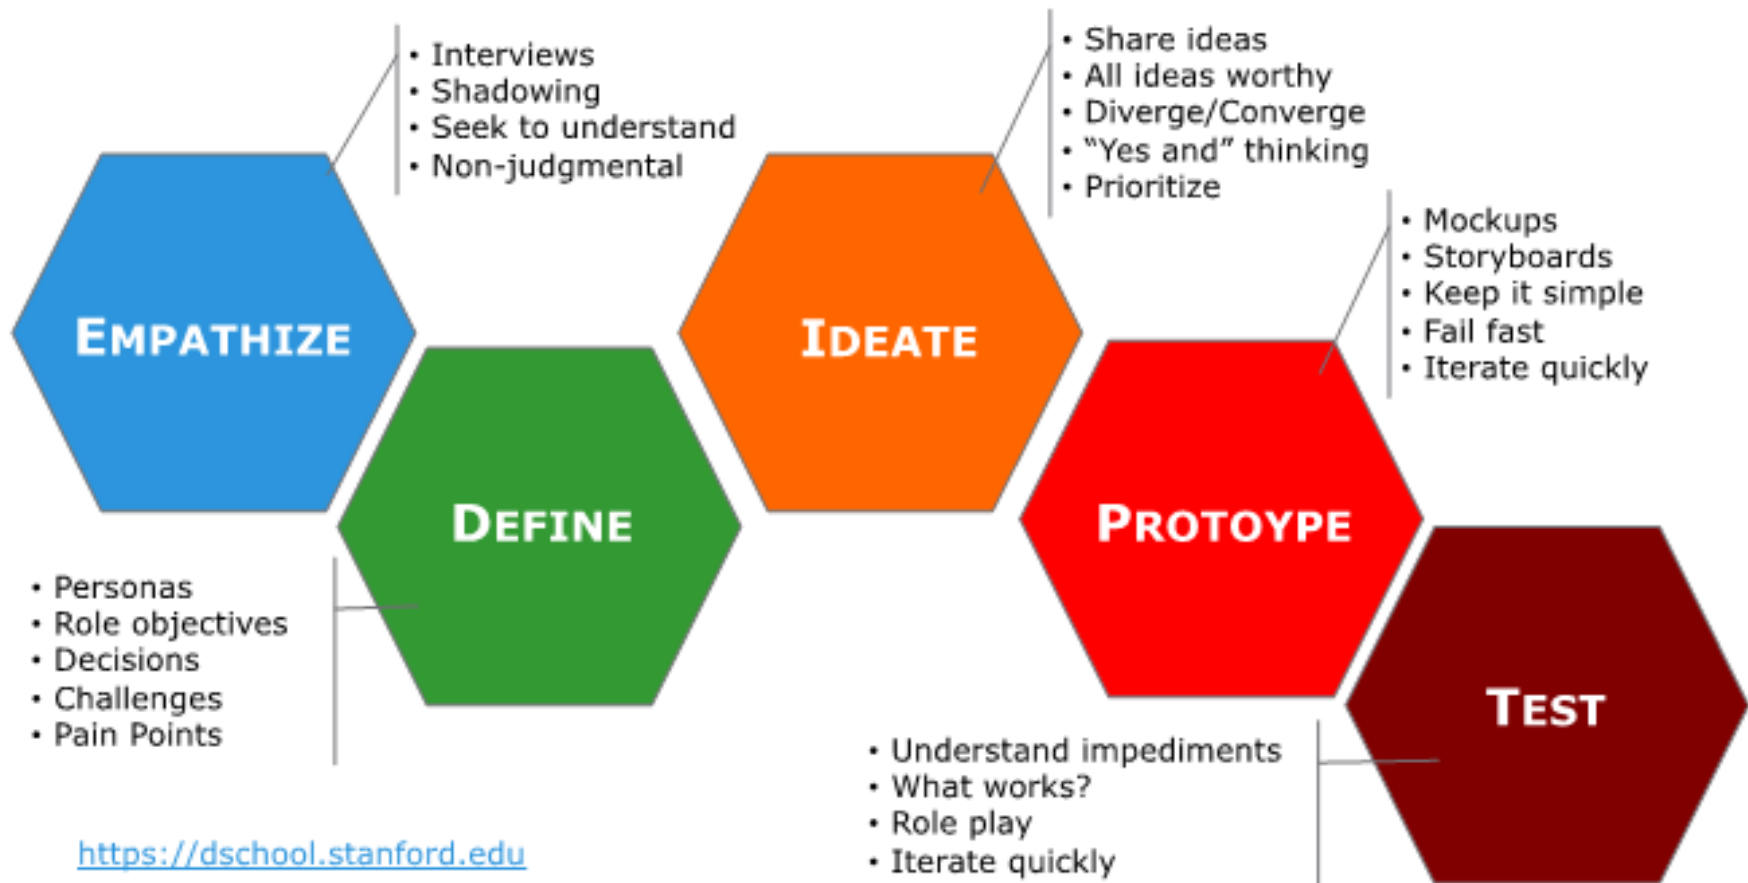 EMPATHIZE
• Interviews
• Shadowing
• Seek to understand
• Non-judgmental
DEFINE
• Personas
• Role objectives
• Decisions
• Challenges
• Pain Points
IDEATE
• Share ideas
• All ideas worthy
• Diverge/Converge
• “Yes and” thinking
• Prioritize
PROTOYPE
• Mockups
• Storyboards
• Keep it simple
• Fail fast
• Iterate quickly
TEST
• Understand impediments
• What works?
• Role play
• Iterate quickly
https://dschool.stanford.edu